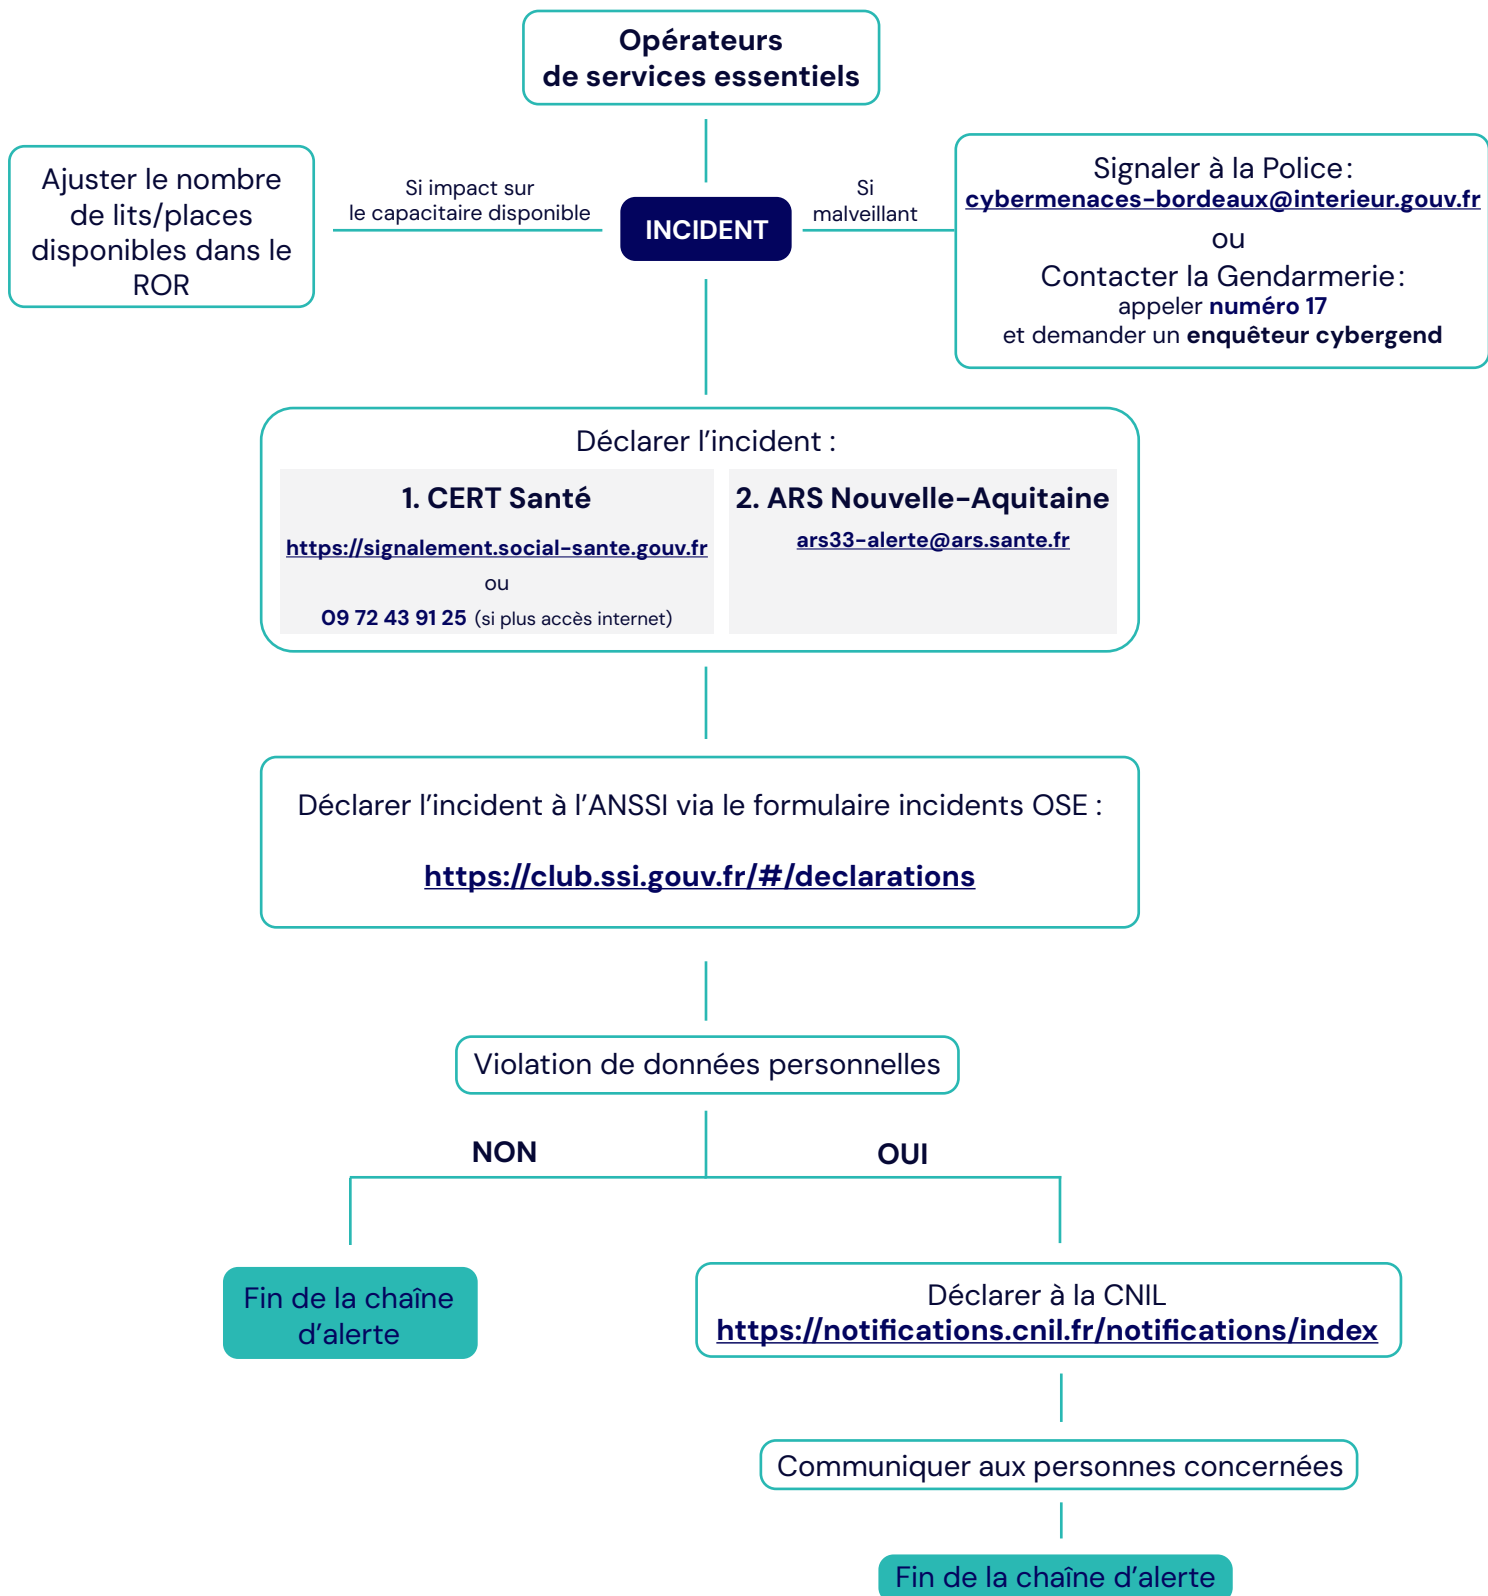 Opérateurs
de services essentiels
Ajuster le nombre
de lits/places
disponibles dans le
ROR
Si impact sur
le capacitaire disponible
INCIDENT
Si
malveillant
Signaler à la Police :
cybermenaces-bordeaux@interieur.gouv.fr
ou
Contacter la Gendarmerie :
appeler numéro 17
et demander un enquêteur cybergend
Déclarer l’incident :
1. CERT Santé
https://signalement.social-sante.gouv.fr
ou
09 72 43 91 25 (si plus accès internet)
2. ARS Nouvelle-Aquitaine
ars33-alerte@ars.sante.fr
Déclarer l’incident à l’ANSSI via le formulaire incidents OSE :
https://club.ssi.gouv.fr/#/declarations
Violation de données personnelles
NON
OUI
Fin de la chaîne
d’alerte
Déclarer à la CNIL
https://notifications.cnil.fr/notifications/index
Communiquer aux personnes concernées
Fin de la chaîne d’alerte